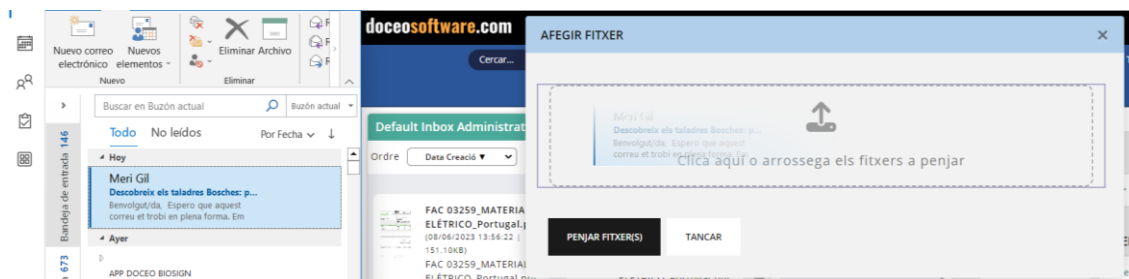 Nuevo correo
electrónico
Nuevos
elementos
Eliminar
Archivo
Nuevo
Eliminar
Buscar en Buzón actual
Buzón actual
Todo
No leídos
Por Fecha
Bandeja de entrada 146
673
Hoy
Meri Gil
Descobreix els taladres Bosches: p...
Benvolgut/da, Espero que aquest
correu et trobi en plena forma. Em
Ayer
APP DOCEO BIOSIGN
doceosoftware.com
Cercar...
Default Inbox Administrat
Ordre
Data Creació ▼
FAC 03259_MATERIA
ELÉTRICO_Portugal.p
(08/06/2023 13:56:22 |
151.10KB)
FAC 03259_MATERIA
AFEGIR FITXER
Meri Gil
Descobreix els taladres Bosches: p...
Benvolgut/da, Espero que aquest
correu et trobi en plena forma. Em
Clica aquí o arrossega els fitxers a penjar
PENJAR FITXER(S)
TANCAR